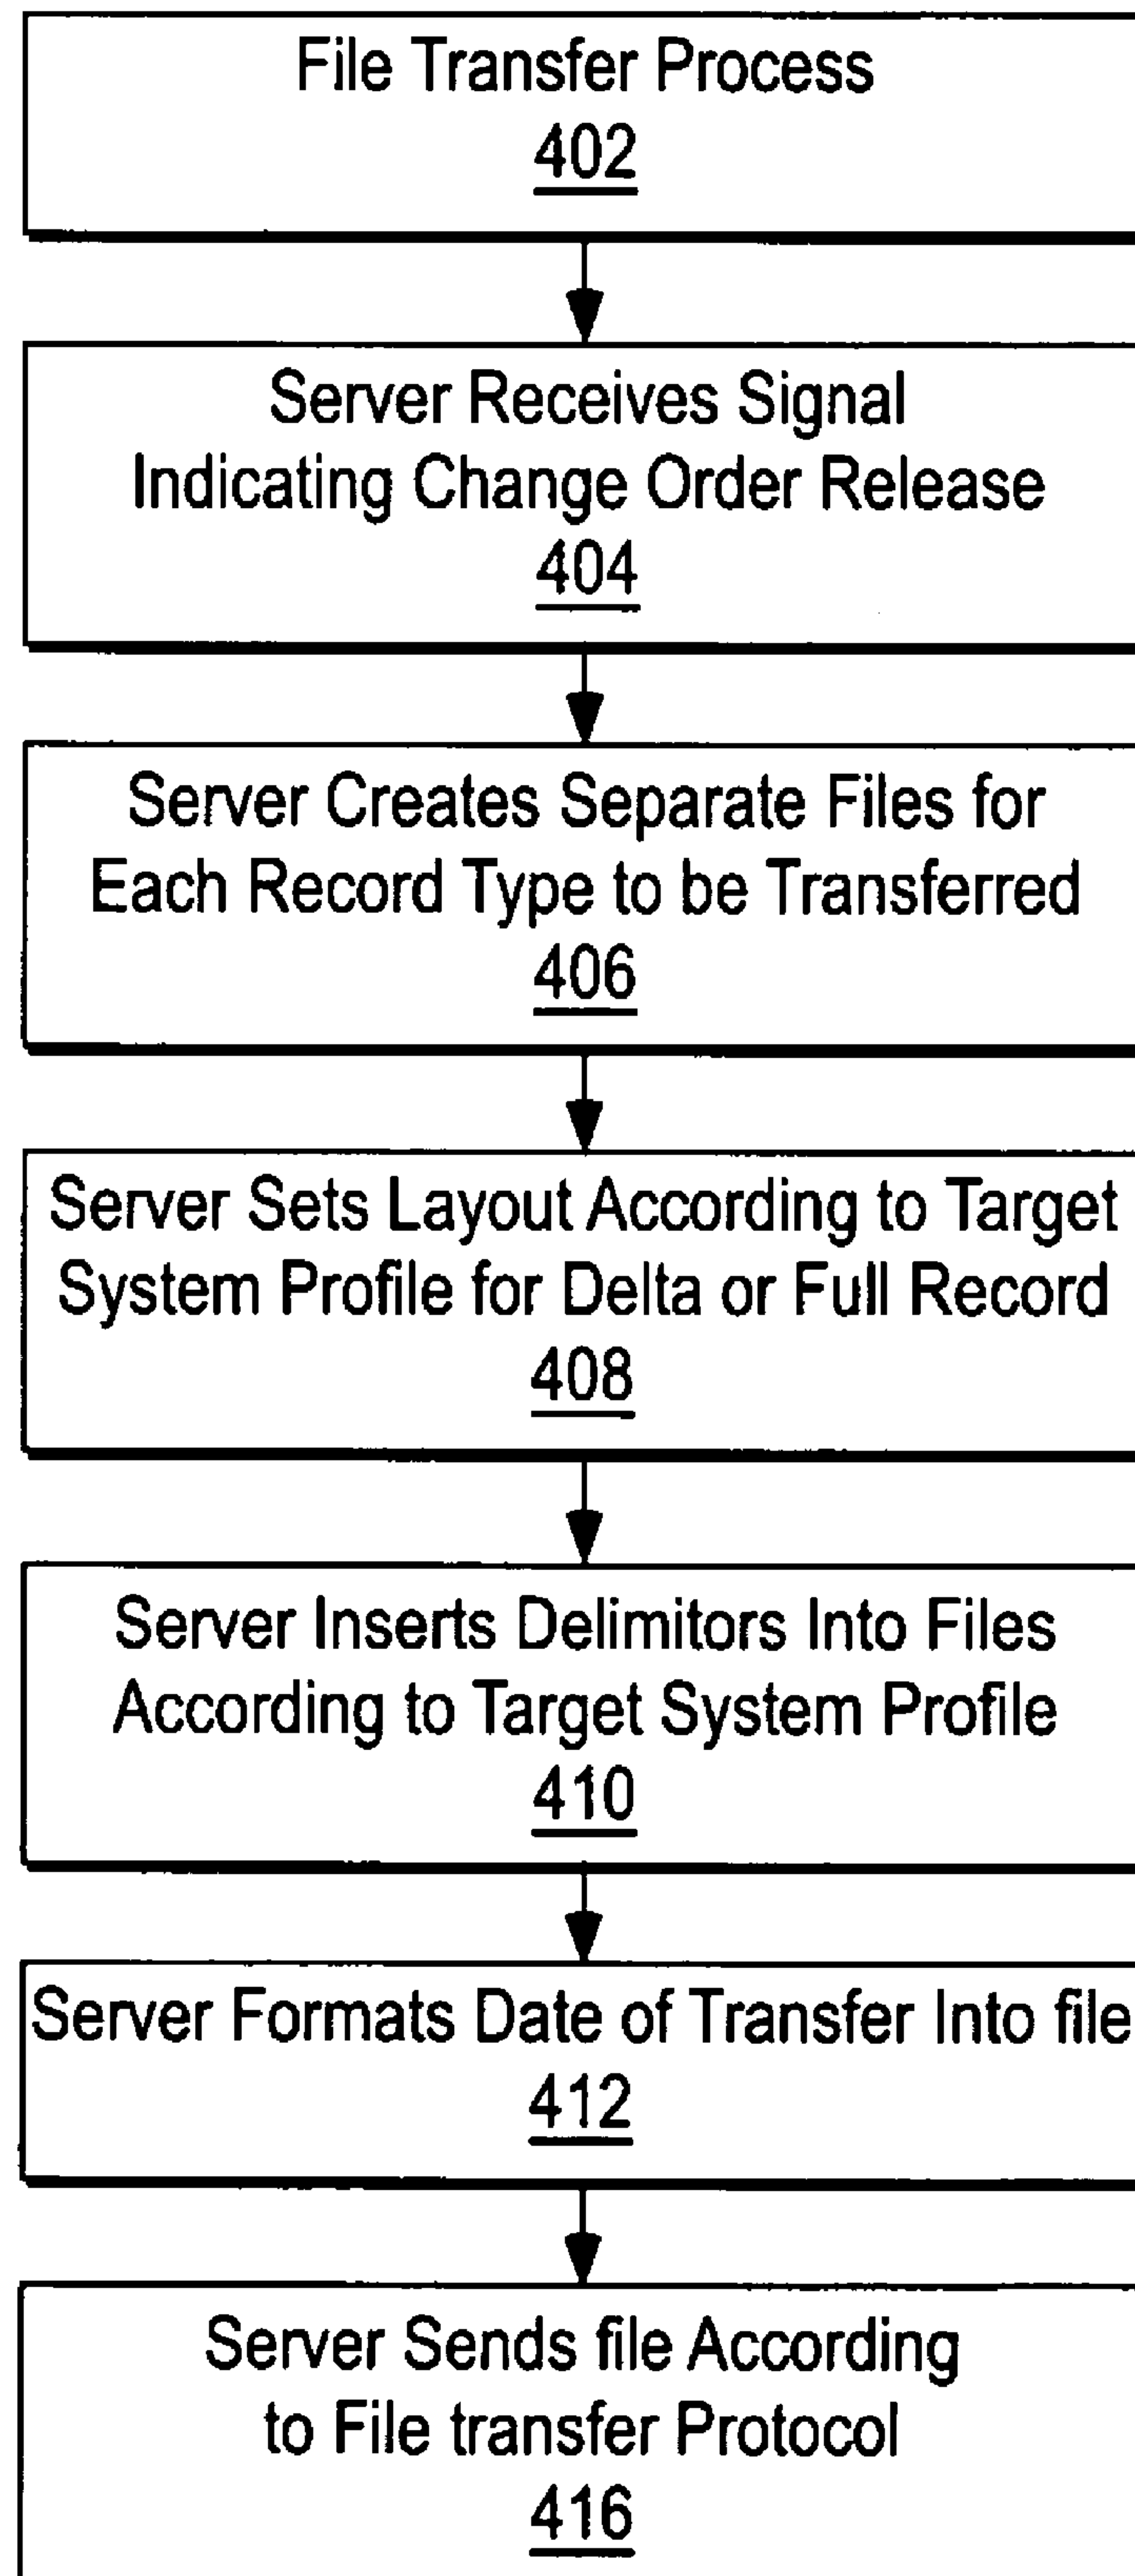 File Transfer Process
402
Server Receives Signal
Indicating Change Order Release
404
Server Creates Separate Files for
Each Record Type to be Transferred
406
Server Sets Layout According to Target
System Profile for Delta or Full Record
408
Server Inserts Delimitors Into Files
According to Target System Profile
410
Server Formats Date of Transfer Into file
412
Server Sends file According
to File transfer Protocol
416